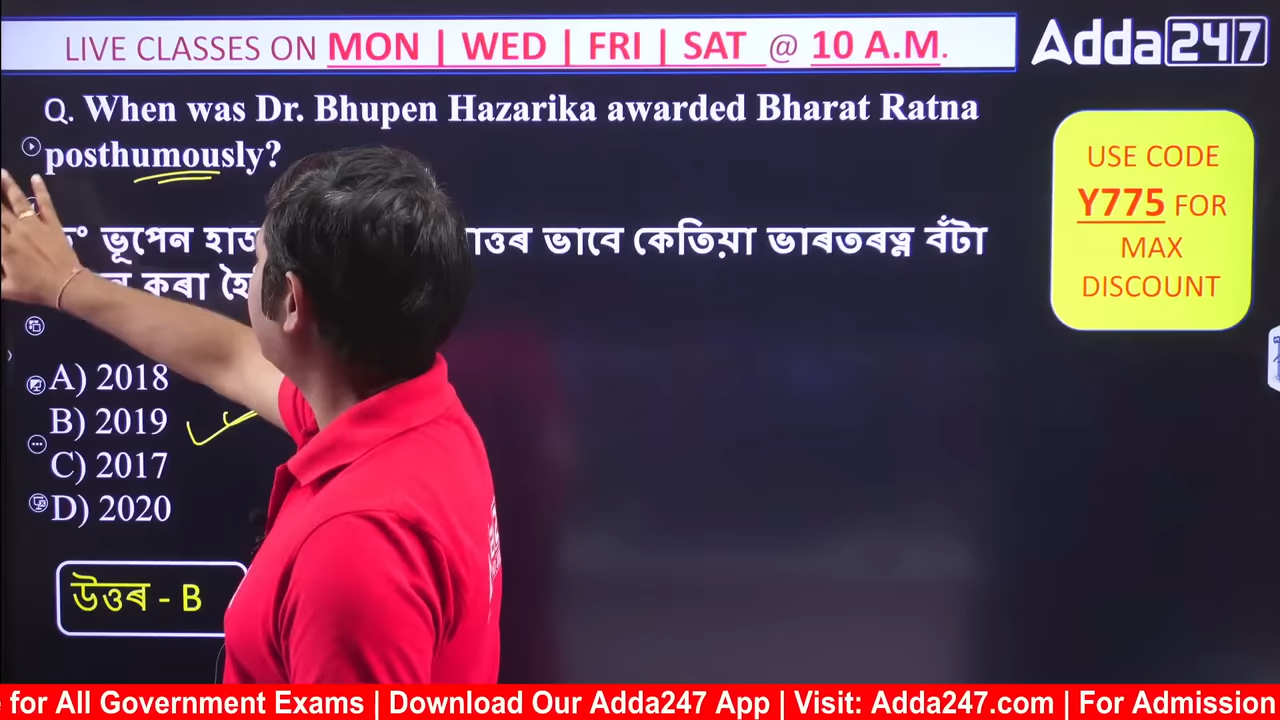 LIVE CLASSES ON MON | WED | FRI | SAT @ 10 A.M.
Adda247
Q. When was Dr. Bhupen Hazarika awarded Bharat Ratna
posthumously?
USE CODE
Y775 FOR
MAX
DISCOUNT
ভূপেন ভাবে কেতিয়া ভাৰতৰত্ন বঁটা
কৰা
A) 2018
B) 2019
C) 2017
D) 2020
উত্তৰ - B
for All Government Exams | Download Our Adda247 App | Visit: Adda247.com | For Admission